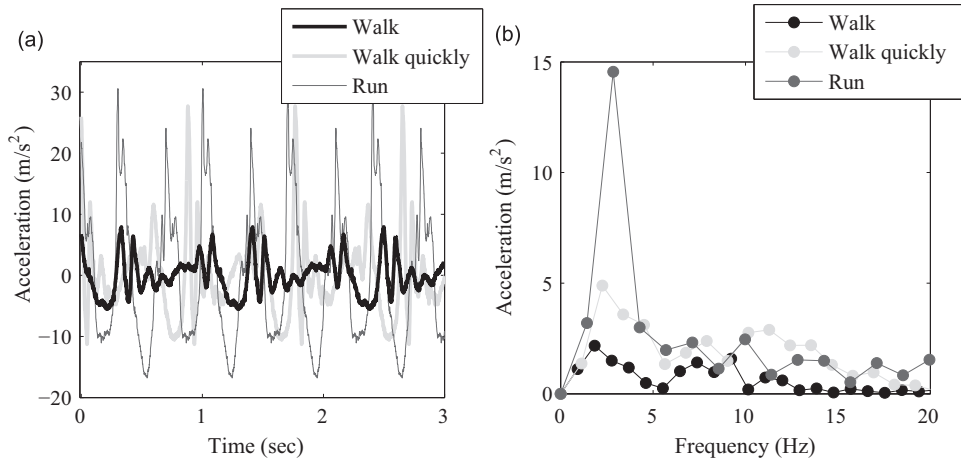 (a)
Walk
Walk quickly
Run
30
20
10
0
−10
−20
Acceleration (m/s²)
0
1
2
3
Time (sec)
(b)
Walk
Walk quickly
Run
15
10
5
0
Acceleration (m/s²)
0
5
10
15
20
Frequency (Hz)